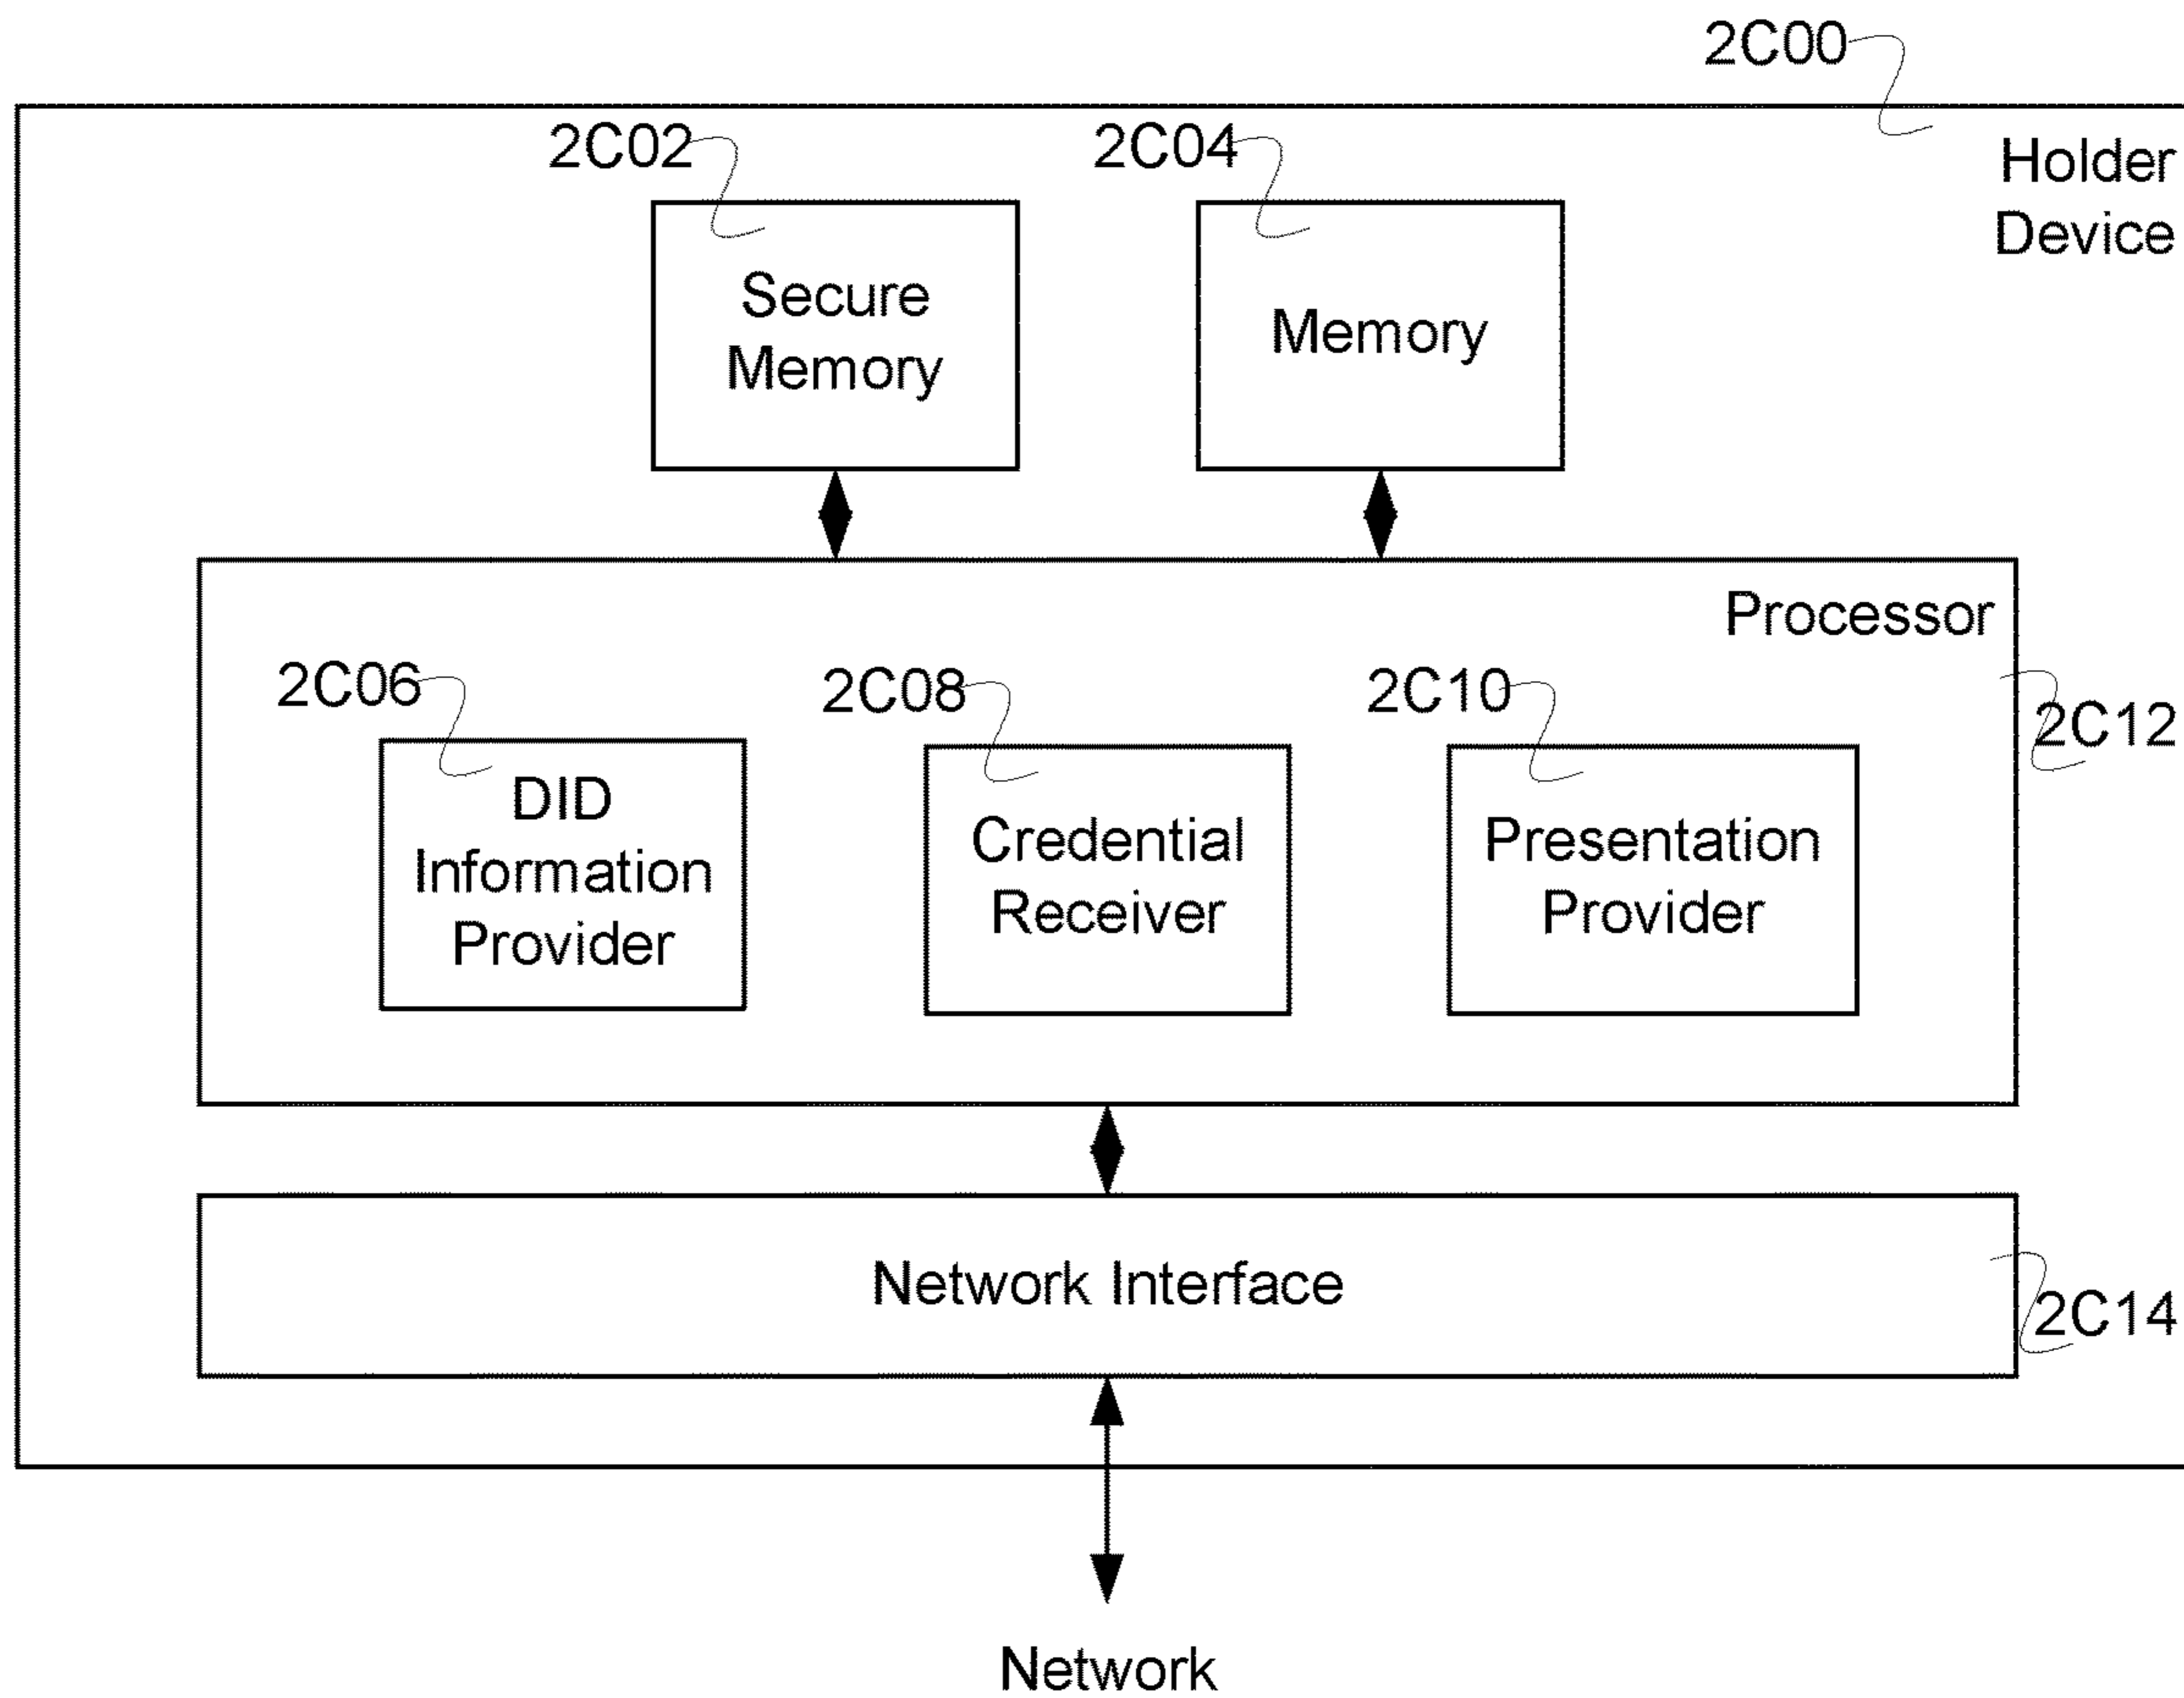 2C00
Holder
Device
2C02
2C04
Secure
Memory
Memory
Processor
2C06
2C08
2C10
2C12
DID
Information
Provider
Credential
Receiver
Presentation
Provider
Network Interface
2C14
Network